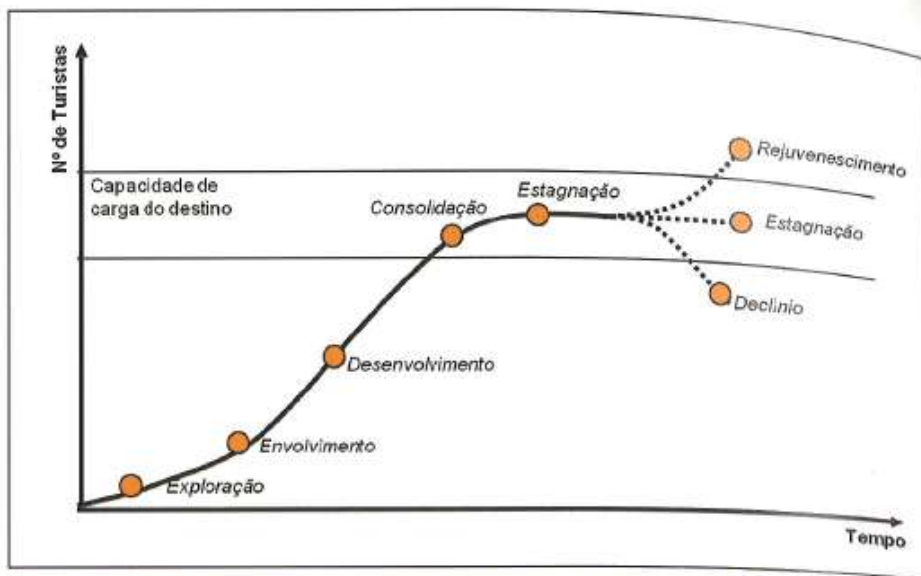 Nº de Turistas
Capacidade de
carga do destino
Rejuvenescimento
Estagnação
Consolidação
Estagnação
Declínio
Desenvolvimento
Envolvimento
Exploração
Tempo